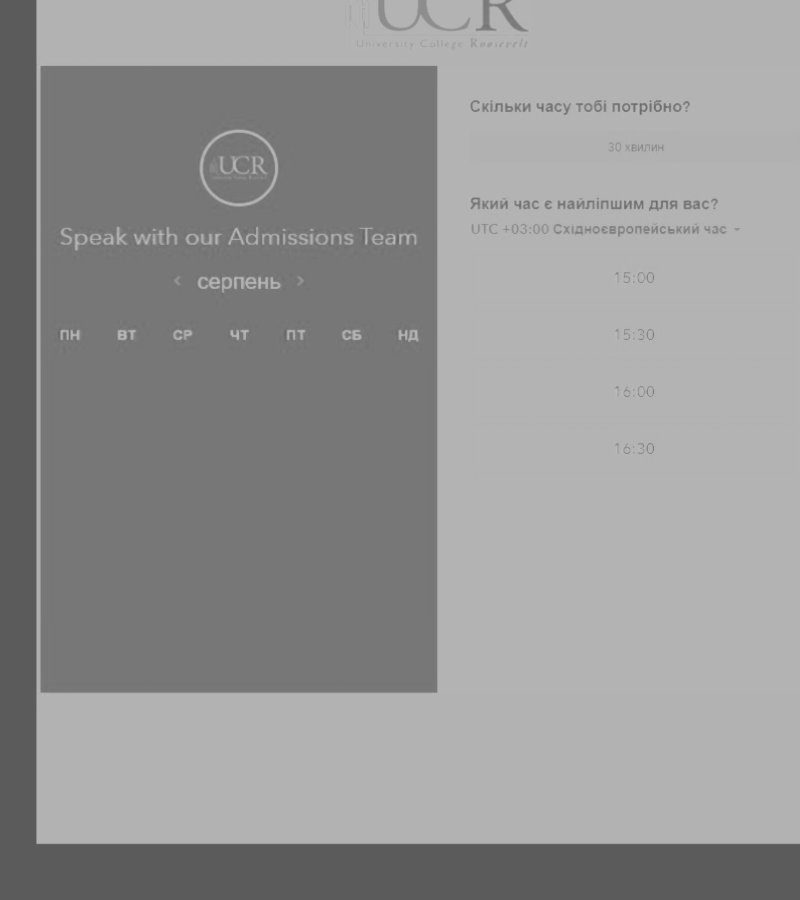 UCR
University College Roosevelt
UCR
Speak with our Admissions Team
< серпень >
ПН ВТ СР ЧТ ПТ СБ НД
Скільки часу тобі потрібно?
30 хвилин
Який час є найліпшим для вас?
UTC +03:00 Східноєвропейський час
15:00
15:30
16:00
16:30